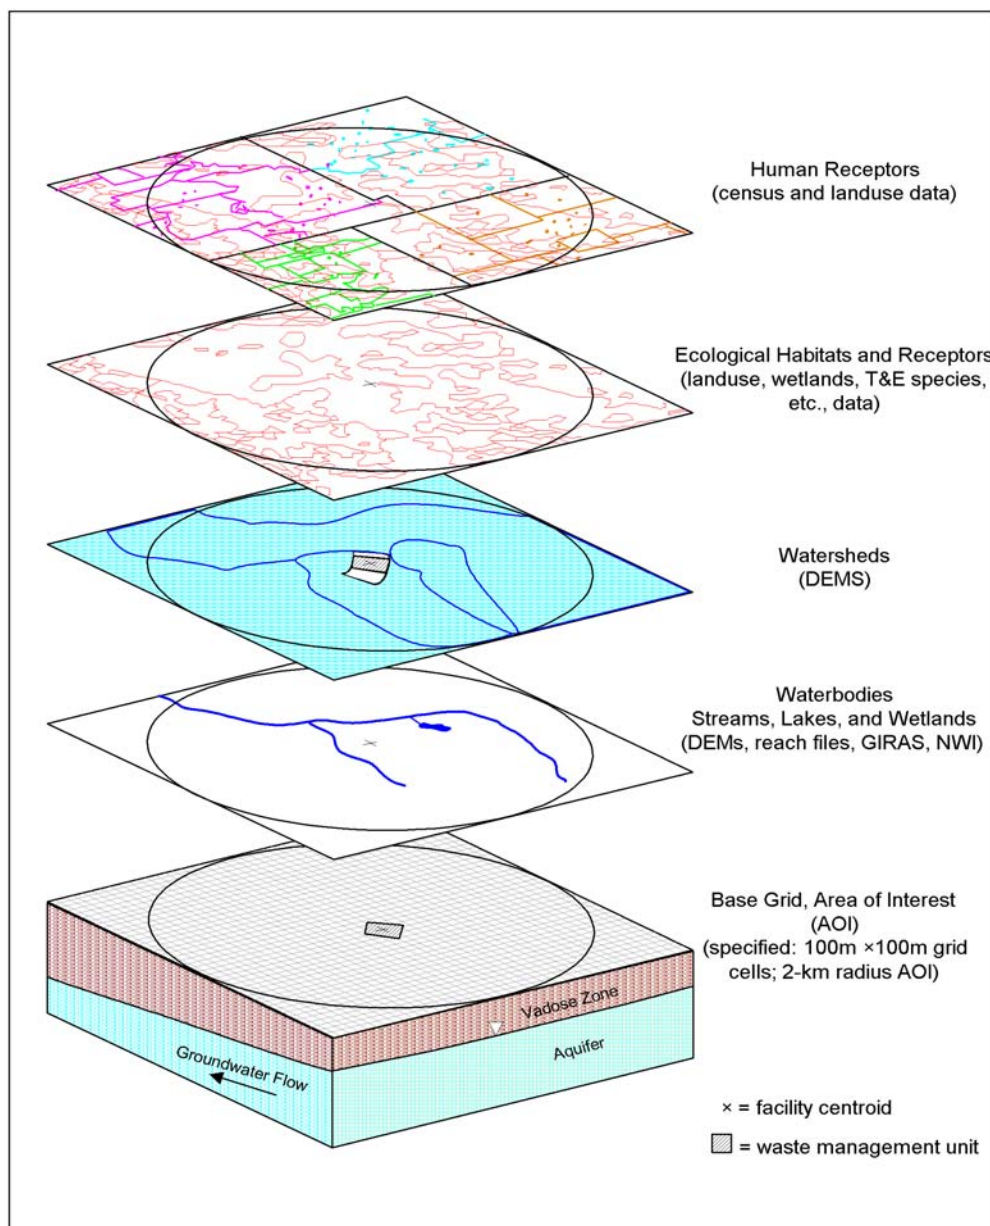 Human Receptors
(census and landuse data)
Ecological Habitats and Receptors
(landuse, wetlands, T&E species,
etc., data)
Watersheds
(DEMS)
Waterbodies
Streams, Lakes, and Wetlands
(DEMs, reach files, GIRAS, NWI)
Base Grid, Area of Interest
(AOI)
(specified: 100m ×100m grid
cells; 2-km radius AOI)
Vadose Zone
Aquifer
Groundwater Flow
× = facility centroid
= waste management unit